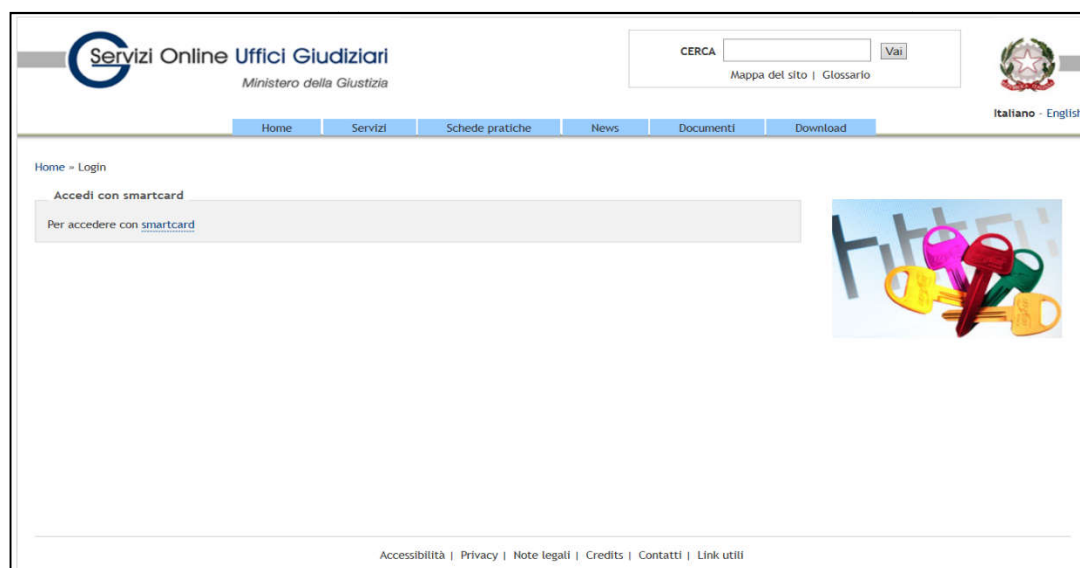 Servizi Online Uffici Giudiziari
Ministero della Giustizia
CERCA Vai
Mappa del sito | Glossario
Italiano - English
Home Servizi Schede pratiche News Documenti Download
Home » Login
Accedi con smartcard
Per accedere con smartcard
Accessibilità | Privacy | Note legali | Credits | Contatti | Link utili